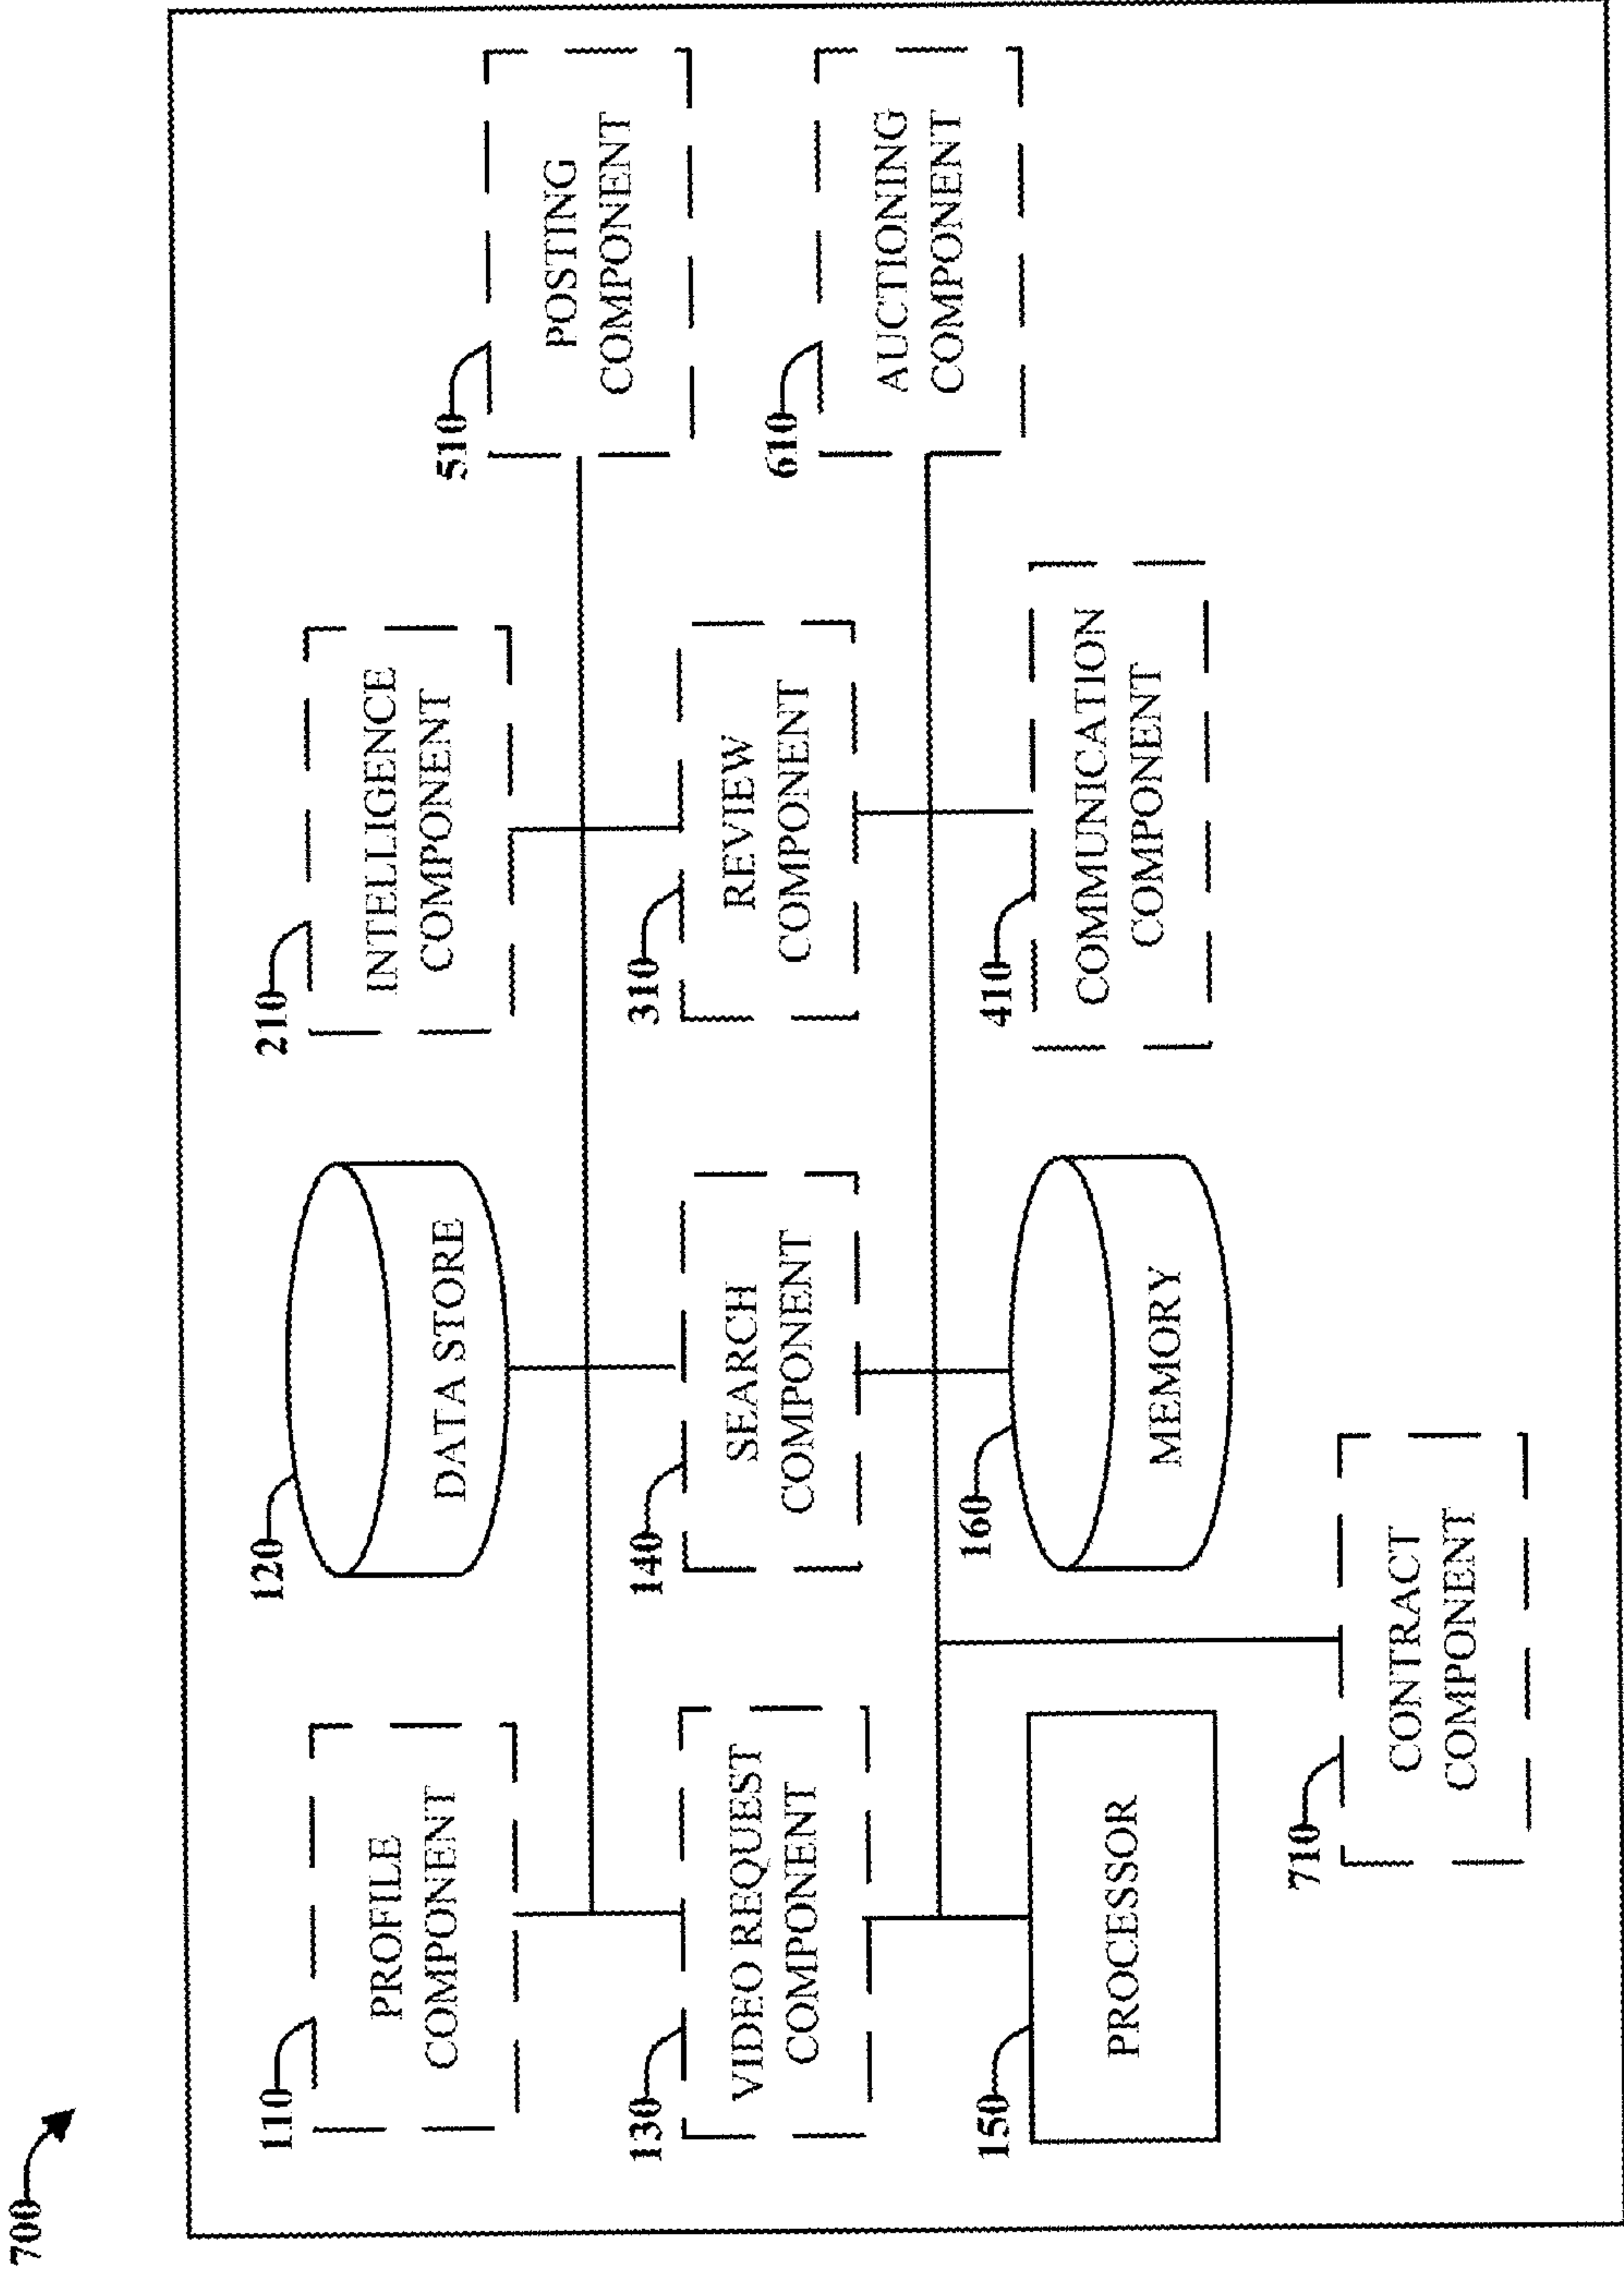 700
110
PROFILE
COMPONENT
120
DATA STORE
210
INTELLIGENCE
COMPONENT
510
POSTING
COMPONENT
130
VIDEO REQUEST
COMPONENT
140
SEARCH
COMPONENT
310
REVIEW
COMPONENT
610
AUCTIONING
COMPONENT
150
PROCESSOR
160
MEMORY
410
COMMUNICATION
COMPONENT
710
CONTRACT
COMPONENT